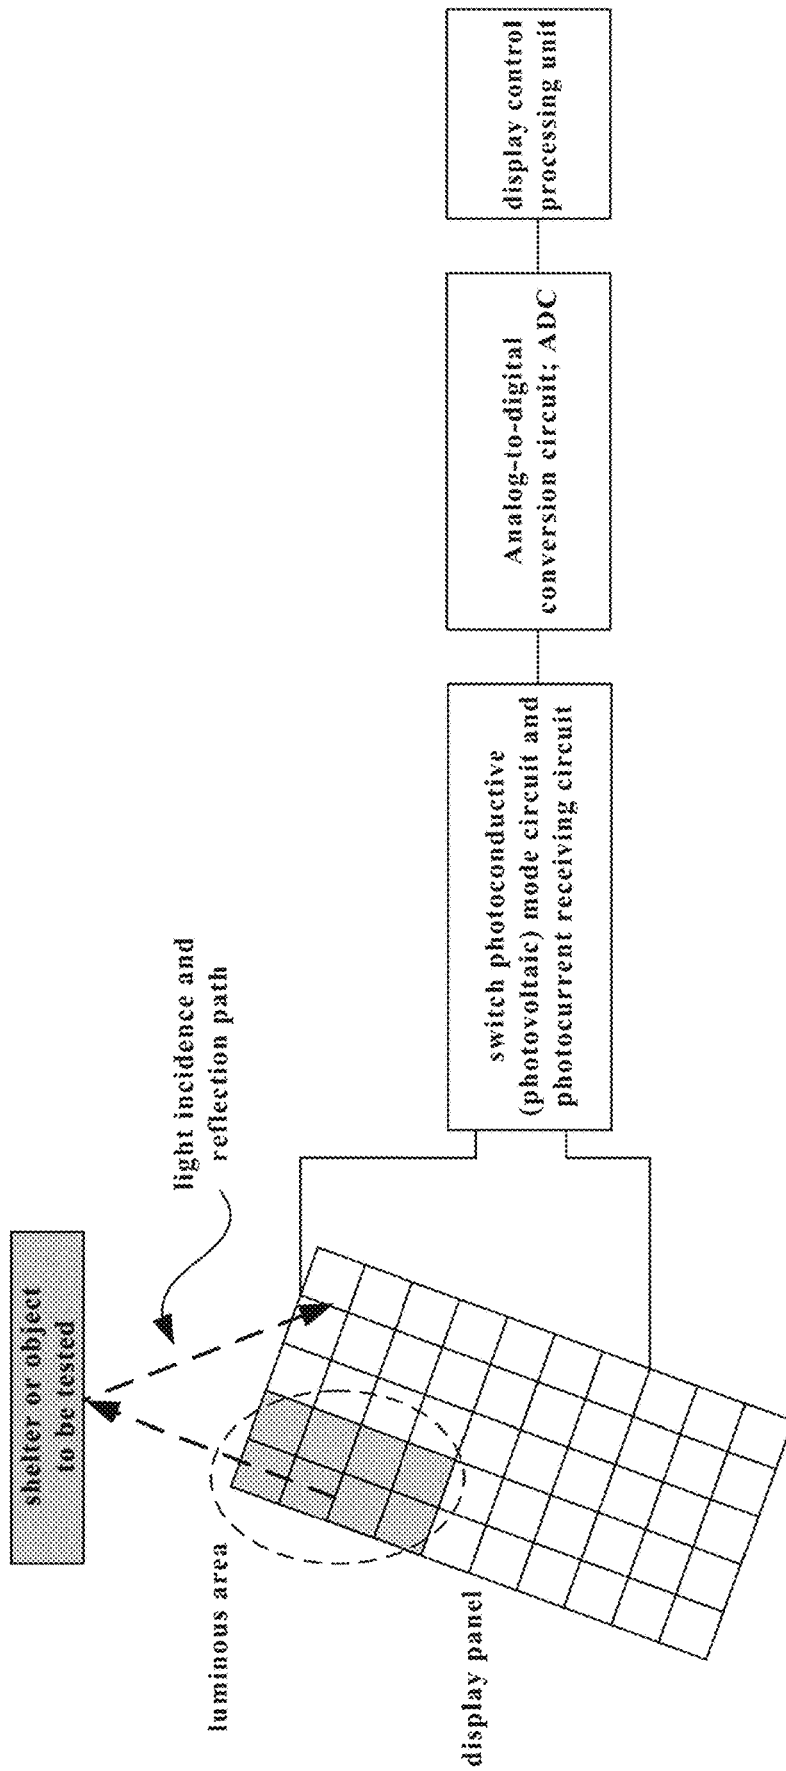 shelter or object
to be tested
light incidence and
reflection path
luminous area
display panel
switch photoconductive
(photovoltaic) mode circuit and
photocurrent receiving circuit
Analog-to-digital
conversion circuit; ADC
display control
processing unit